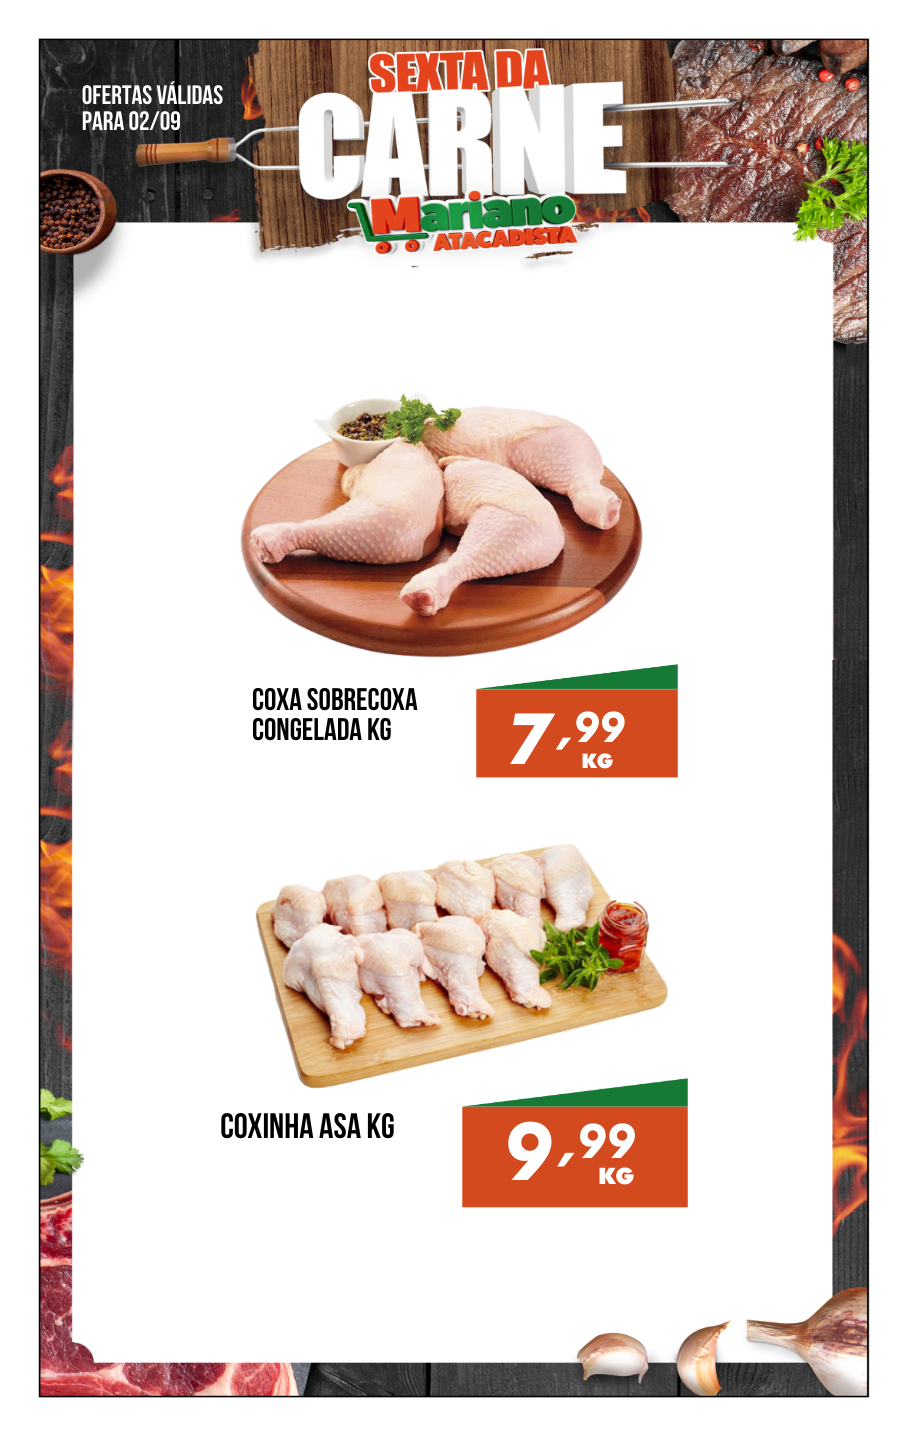 OFERTAS VÁLIDAS
PARA 02/09
SEXTA DA
CARNE
Mariano
ATACADISTA
COXA SOBRECOXA
CONGELADA KG
7,99
KG
COXINHA ASA KG
9,99
KG